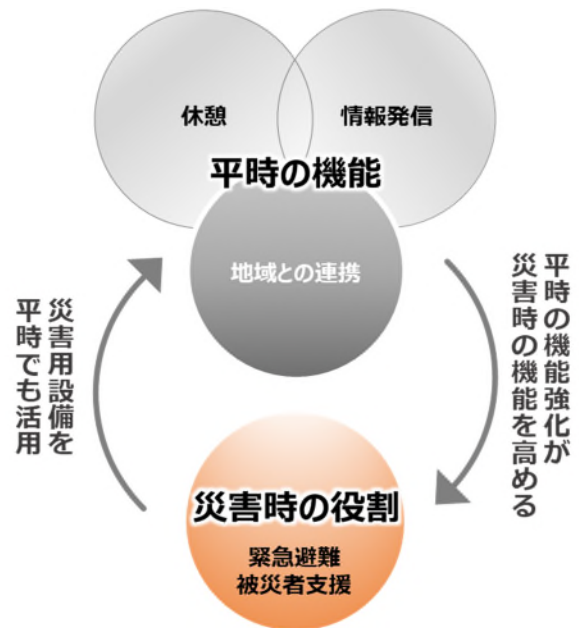 休憩
情報発信
平時の機能
地域との連携
平時の機能強化が
災害時の機能を高める
災害用設備を
平時でも活用
災害時の役割
緊急避難
被災者支援